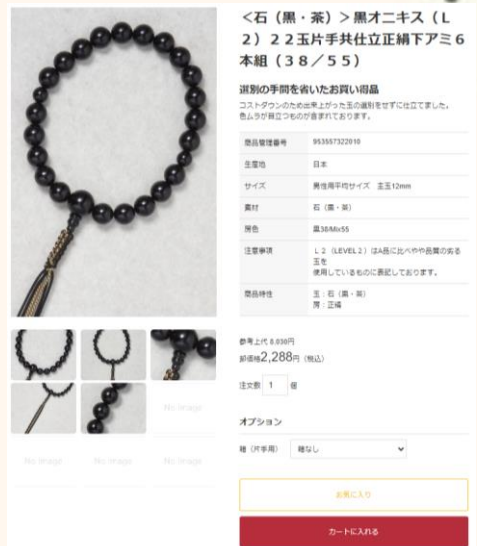 ＜石（黒・茶）＞黒オニキス（Ｌ
２）２２玉片手共仕立正絹下アミ６
本組（３８／５５）
選別の手間を省いたお買い得品
コストダウンのため出来上がった玉の選別をせずに仕立てました。
色ムラが目立つものが含まれております。
商品管理番号 953557322010
生産地 日本
サイズ 男性用平均サイズ 主玉12mm
素材 石（黒・茶）
房色 黒38/Mix55
注意事項 Ｌ２（LEVEL２）はA品に比べやや品質の劣る
玉を
使用しているものに表記しております。
商品特性 玉：石（黒・茶）
房：正絹
参考上代 8,030円
卸価格2,288円（税込）
注文数 1 個
No Image
No Image
No Image
No Image
オプション
箱（片手用） 箱なし
お気に入り
カートに入れる